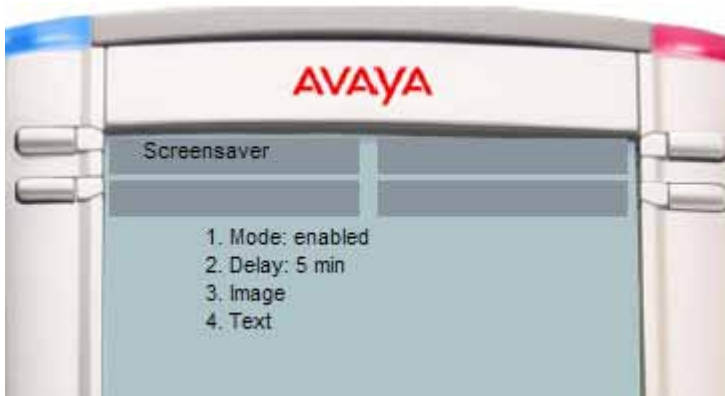 AVAYA
Screensaver
1. Mode: enabled
2. Delay: 5 min
3. Image
4. Text